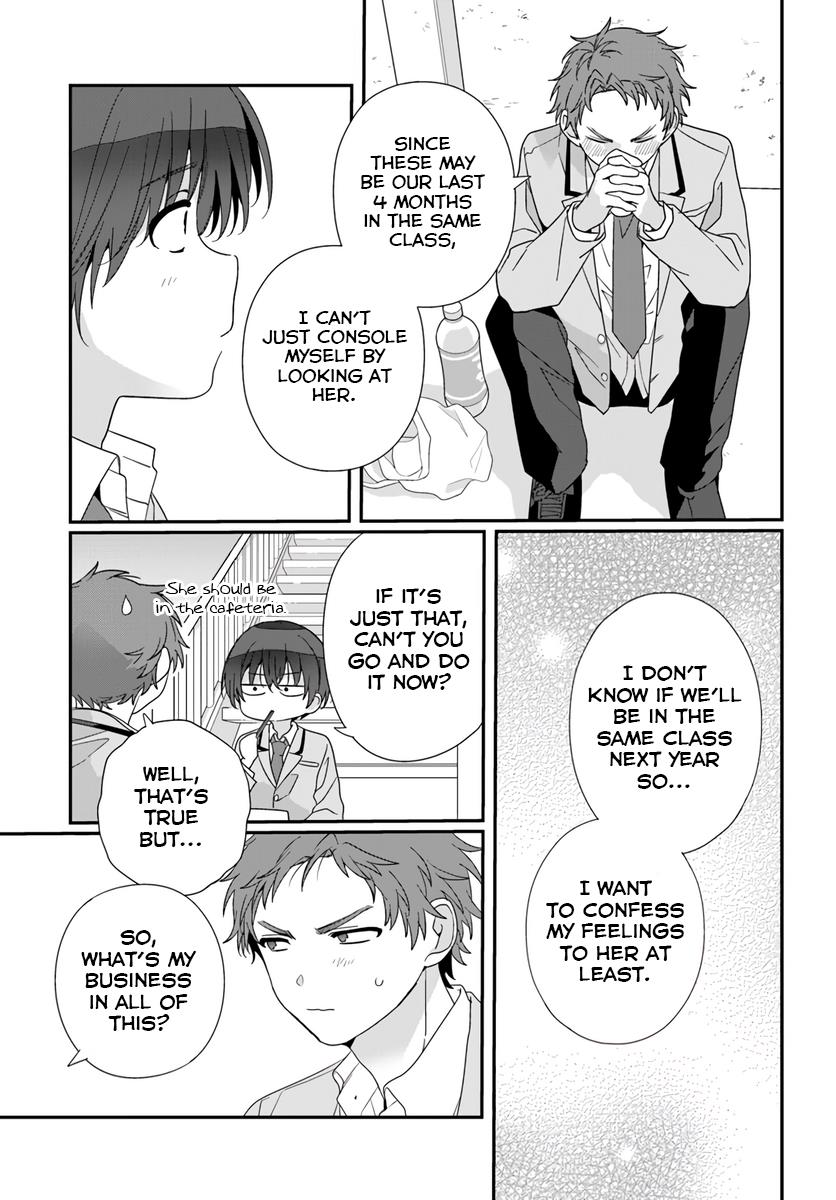 SINCE
THESE MAY
BE OUR LAST
4 MONTHS
IN THE SAME
CLASS,
I CAN'T
JUST CONSOLE
MYSELF BY
LOOKING AT
HER.
I DON'T
KNOW IF WE'LL
BE IN THE
SAME CLASS
NEXT YEAR
SO...
I WANT
TO CONFESS
MY FEELINGS
TO HER AT
LEAST.
IF IT'S
JUST THAT,
CAN'T YOU
GO AND DO
IT NOW?
She should be
in the cafeteria.
WELL,
THAT'S
TRUE
BUT...
SO,
WHAT'S MY
BUSINESS
IN ALL OF
THIS?